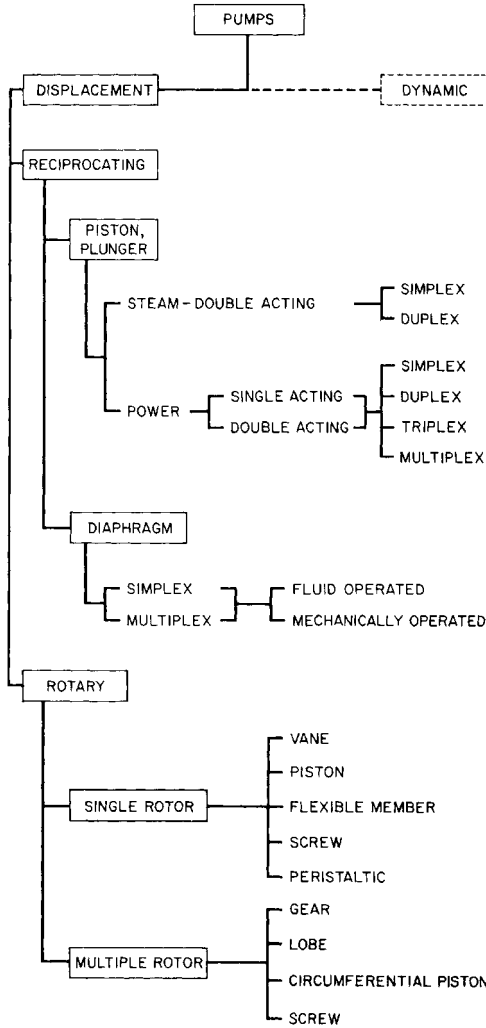 PUMPS
DISPLACEMENT
DYNAMIC
RECIPROCATING
PISTON,
PLUNGER
STEAM-DOUBLE ACTING
SIMPLEX
DUPLEX
POWER
SINGLE ACTING
DOUBLE ACTING
SIMPLEX
DUPLEX
TRIPLEX
MULTIPLEX
DIAPHRAGM
SIMPLEX
MULTIPLEX
FLUID OPERATED
MECHANICALLY OPERATED
ROTARY
SINGLE ROTOR
VANE
PISTON
FLEXIBLE MEMBER
SCREW
PERISTALTIC
MULTIPLE ROTOR
GEAR
LOBE
CIRCUMFERENTIAL PISTON
SCREW